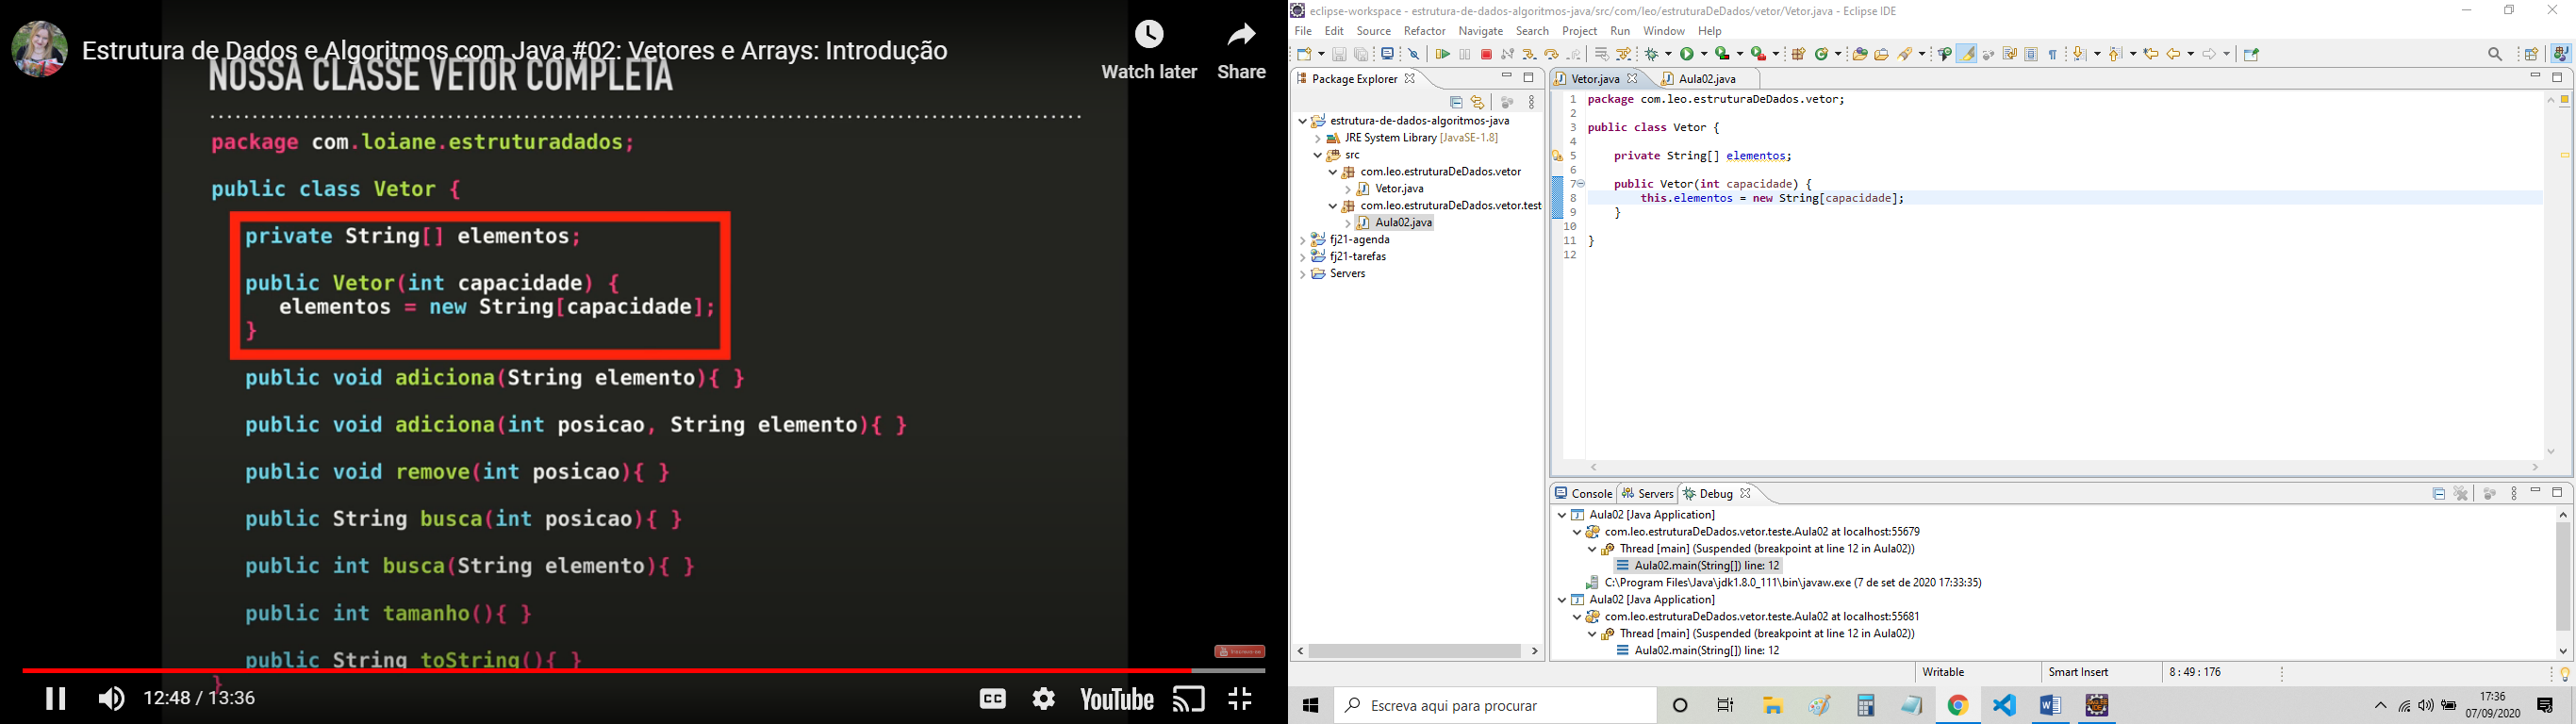 Estrutura de Dados e Algoritmos com Java #02: Vetores e Arrays: Introdução
Watch later
Share
NOSSA CLASSE VETOR COMPLETA
package com.loiane.estruturadados;
public class Vetor {
private String[] elementos;
public Vetor(int capacidade) {
elementos = new String[capacidade];
}
public void adiciona(String elemento){ }
public void adiciona(int posicao, String elemento){ }
public void remove(int posicao){ }
public String busca(int posicao){ }
public int busca(String elemento){ }
public int tamanho(){ }
public String toString(){ }
}
12:48 / 13:36
CC
YouTube
eclipse-workspace - estrutura-de-dados-algoritmos-java/src/com/leo/estruturaDeDados/vetor/Vetor.java - Eclipse IDE
File Edit Source Refactor Navigate Search Project Run Window Help
Package Explorer
estrutura-de-dados-algoritmos-java
JRE System Library [JavaSE-1.8]
src
com.leo.estruturaDeDados.vetor
Vetor.java
com.leo.estruturaDeDados.vetor.test
Aula02.java
fj21-agenda
fj21-tarefas
Servers
Vetor.java
Aula02.java
1 package com.leo.estruturaDeDados.vetor;
2
3 public class Vetor {
4
5 private String[] elementos;
6
7 public Vetor(int capacidade) {
8 this.elementos = new String[capacidade];
9 }
10
11 }
12
Console Servers Debug
Aula02 [Java Application]
com.leo.estruturaDeDados.vetor.teste.Aula02 at localhost:55679
Thread [main] (Suspended (breakpoint at line 12 in Aula02))
Aula02.main(String[]) line: 12
C:\Program Files\Java\jdk1.8.0_111\bin\javaw.exe (7 de set de 2020 17:33:35)
Aula02 [Java Application]
com.leo.estruturaDeDados.vetor.teste.Aula02 at localhost:55681
Thread [main] (Suspended (breakpoint at line 12 in Aula02))
Aula02.main(String[]) line: 12
Writable
Smart Insert
8 : 49 : 176
Escreva aqui para procurar
17:36
07/09/2020